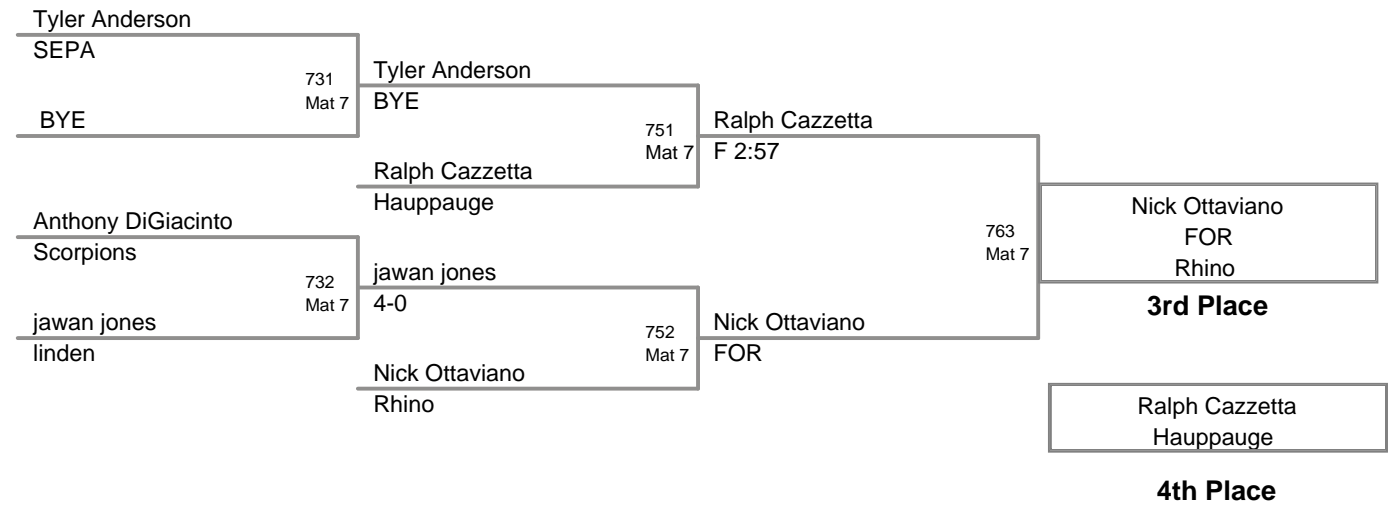 Tyler Anderson
SEPA
731
Mat 7
BYE
Tyler Anderson
BYE
751
Mat 7
Ralph Cazzetta
Hauppauge
Ralph Cazzetta
F 2:57
Anthony DiGiacinto
Scorpions
732
Mat 7
jawan jones
linden
jawan jones
4-0
752
Mat 7
Nick Ottaviano
Rhino
Nick Ottaviano
FOR
763
Mat 7
Nick Ottaviano
FOR
Rhino
3rd Place
Ralph Cazzetta
Hauppauge
4th Place